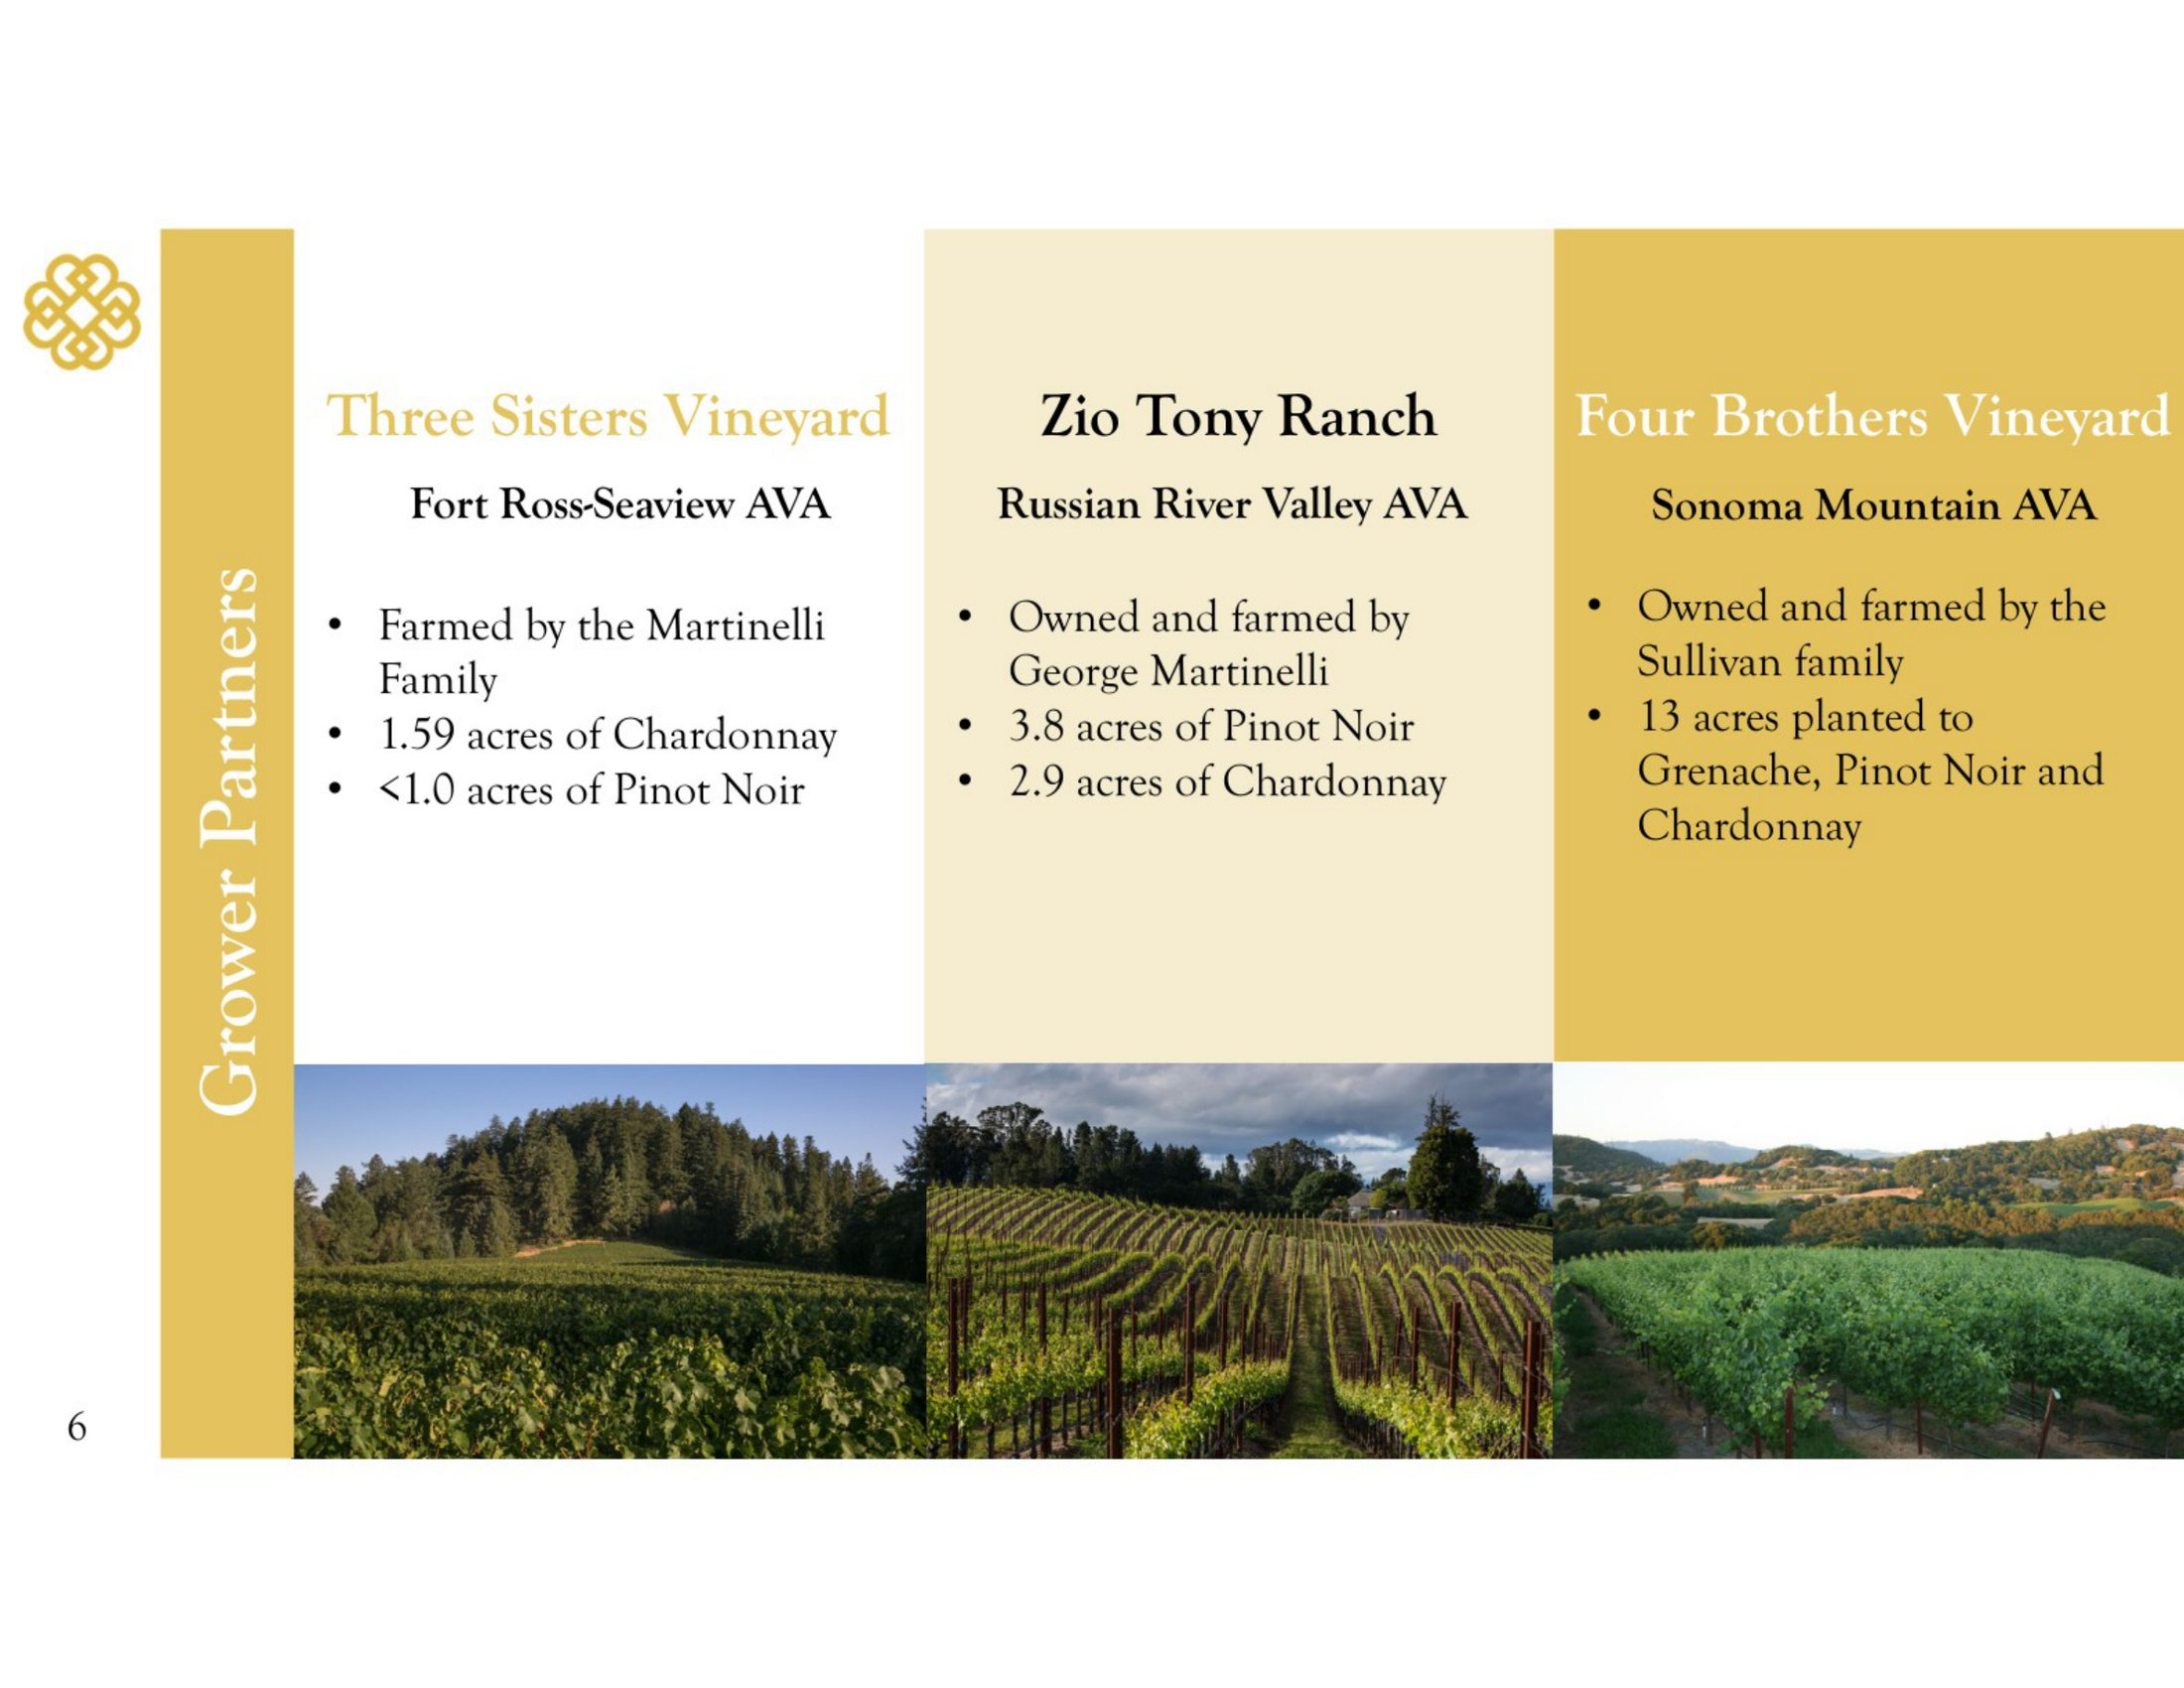 Grower Partners
Three Sisters Vineyard
Fort Ross-Seaview AVA
• Farmed by the Martinelli
Family
• 1.59 acres of Chardonnay
• <1.0 acres of Pinot Noir
Zio Tony Ranch
Russian River Valley AVA
• Owned and farmed by
George Martinelli
• 3.8 acres of Pinot Noir
• 2.9 acres of Chardonnay
Four Brothers Vineyard
Sonoma Mountain AVA
• Owned and farmed by the
Sullivan family
• 13 acres planted to
Grenache, Pinot Noir and
Chardonnay
6